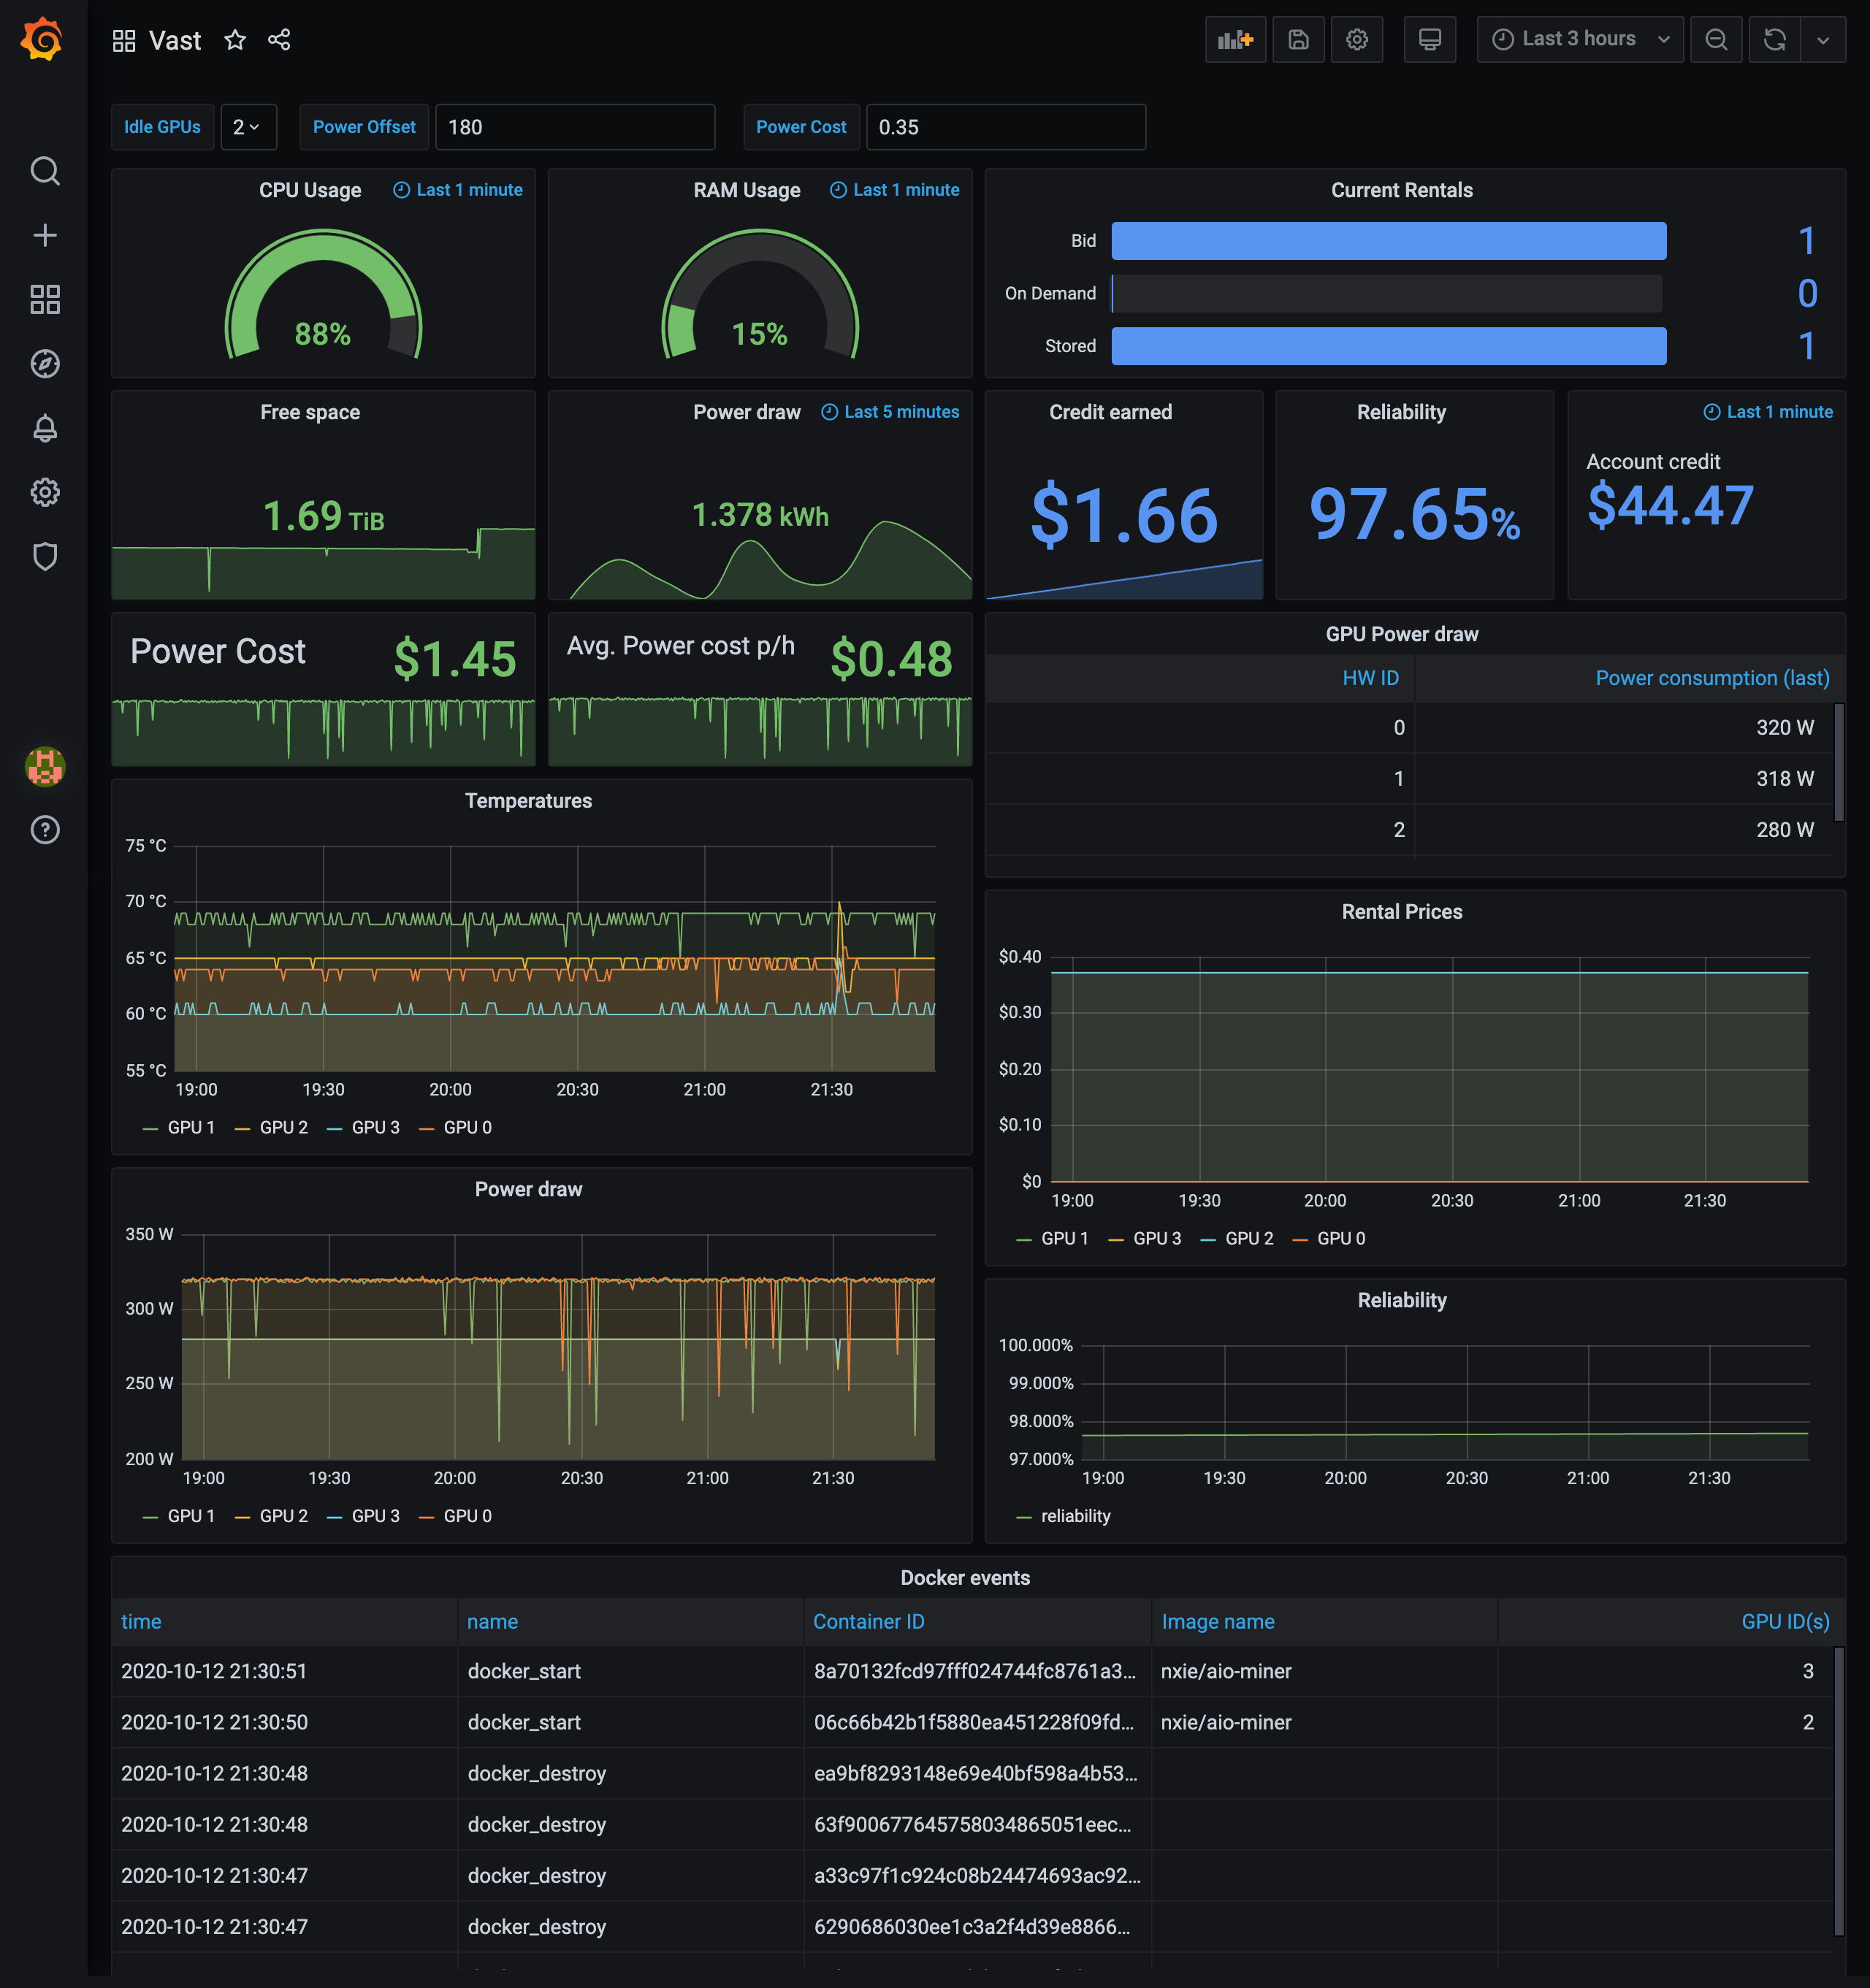 Vast
Last 3 hours
Idle GPUs 2 Power Offset 180 Power Cost 0.35
CPU Usage Last 1 minute
88%
RAM Usage Last 1 minute
15%
Current Rentals
Bid 1
On Demand 0
Stored 1
Free space
1.69 TiB
Power draw Last 5 minutes
1.378 kWh
Credit earned
$1.66
Reliability
97.65%
Last 1 minute
Account credit
$44.47
Power Cost $1.45
Avg. Power cost p/h $0.48
GPU Power draw
HW ID Power consumption (last)
0 320 W
1 318 W
2 280 W
Temperatures
75 °C
70 °C
65 °C
60 °C
55 °C
19:00 19:30 20:00 20:30 21:00 21:30
GPU 1 GPU 2 GPU 3 GPU 0
Rental Prices
$0.40
$0.30
$0.20
$0.10
$0
19:00 19:30 20:00 20:30 21:00 21:30
GPU 1 GPU 3 GPU 2 GPU 0
Power draw
350 W
300 W
250 W
200 W
19:00 19:30 20:00 20:30 21:00 21:30
GPU 1 GPU 2 GPU 3 GPU 0
Reliability
100.000%
99.000%
98.000%
97.000%
19:00 19:30 20:00 20:30 21:00 21:30
reliability
Docker events
time name Container ID Image name GPU ID(s)
2020-10-12 21:30:51 docker_start 8a70132fcd97fff024744fc8761a3... nxie/aio-miner 3
2020-10-12 21:30:50 docker_start 06c66b42b1f5880ea451228f09fd... nxie/aio-miner 2
2020-10-12 21:30:48 docker_destroy ea9bf8293148e69e40bf598a4b53...
2020-10-12 21:30:48 docker_destroy 63f900677645758034865051eec...
2020-10-12 21:30:47 docker_destroy a33c97f1c924c08b24474693ac92...
2020-10-12 21:30:47 docker_destroy 6290686030ee1c3a2f4d39e8866...